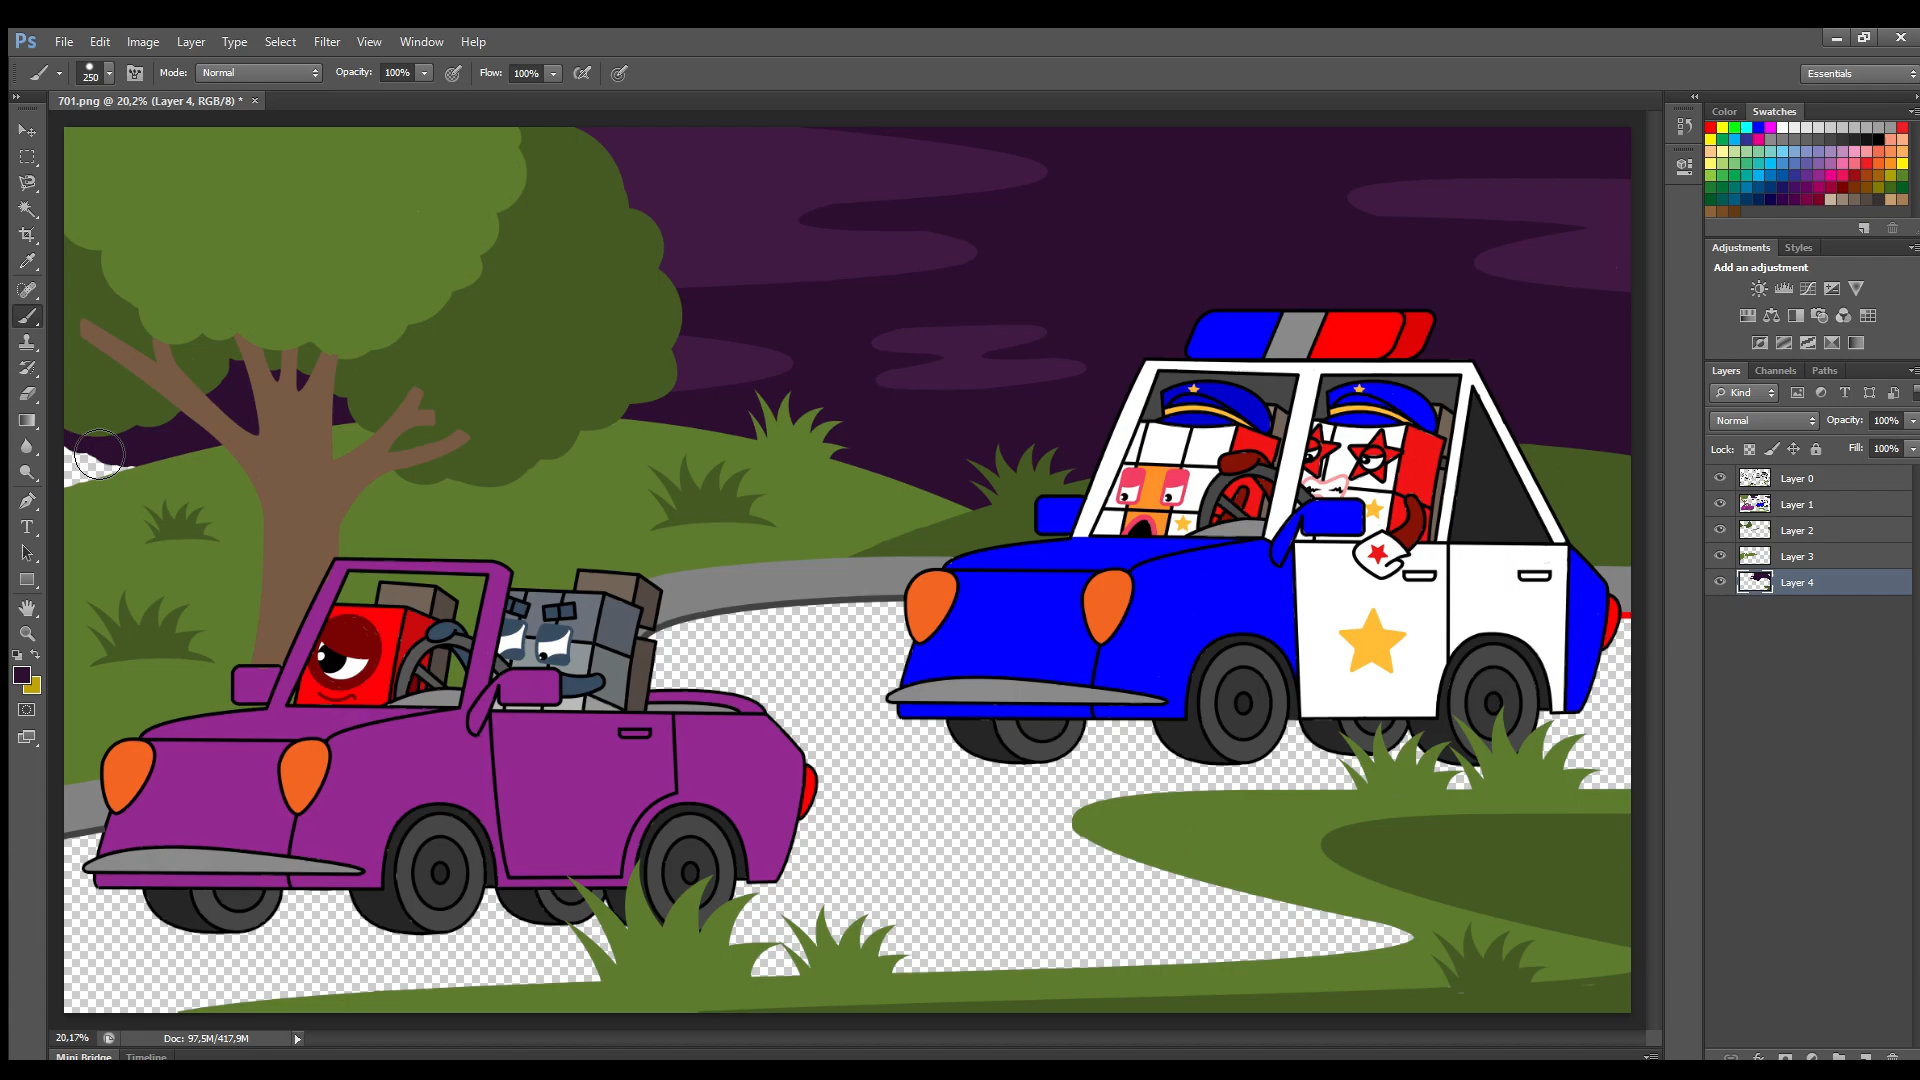 Ps File Edit Image Layer Type Select Filter View Window Help
250 Mode: Normal Opacity: 100% Flow: 100% Essentials
701.png @ 20,2% (Layer 4, RGB/8) * ×
Color Swatches
Adjustments Styles
Add an adjustment
Layers Channels Paths
Kind
Normal Opacity: 100%
Lock: Fill: 100%
Layer 0
Layer 1
Layer 2
Layer 3
Layer 4
20,17% Doc: 97,5M/417,9M
Mini Bridge Timeline